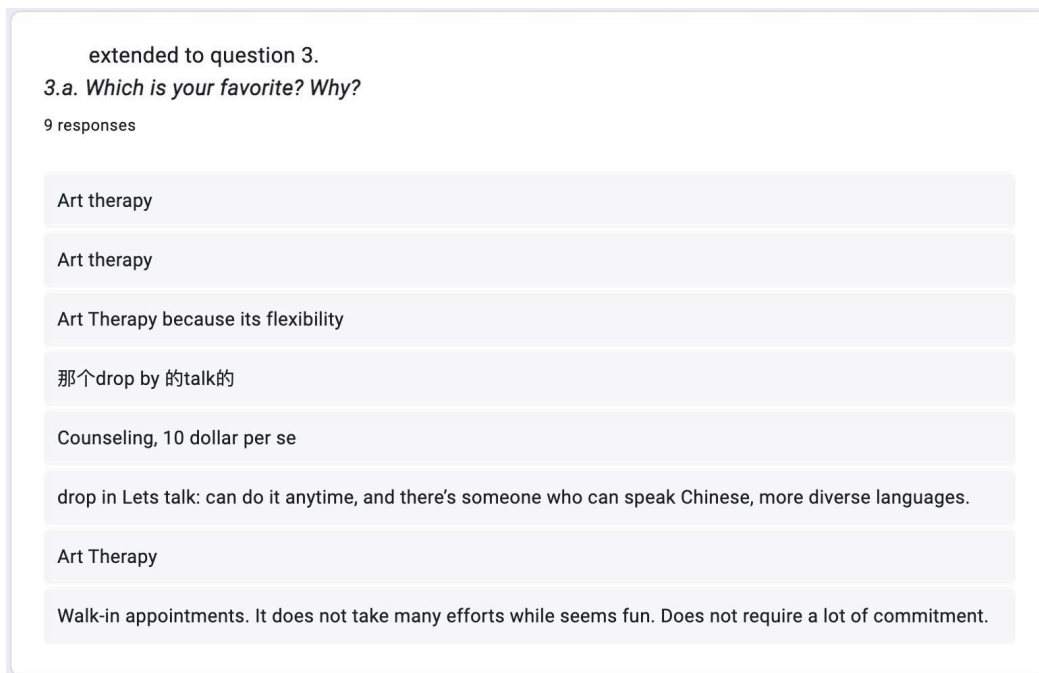 extended to question 3.
3.a. Which is your favorite? Why?
9 responses
Art therapy
Art therapy
Art Therapy because its flexibility
那个drop by 的talk的
Counseling, 10 dollar per se
drop in Lets talk: can do it anytime, and there’s someone who can speak Chinese, more diverse languages.
Art Therapy
Walk-in appointments. It does not take many efforts while seems fun. Does not require a lot of commitment.